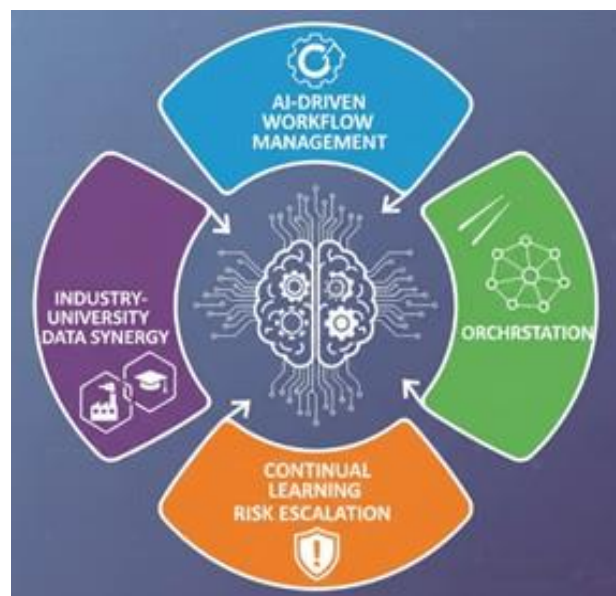 AI-DRIVEN
WORKFLOW
MANAGEMENT
INDUSTRY-
UNIVERSITY
DATA SYNERGY
ORCHRSTATION
CONTINUAL
LEARNING
RISK ESCALATION